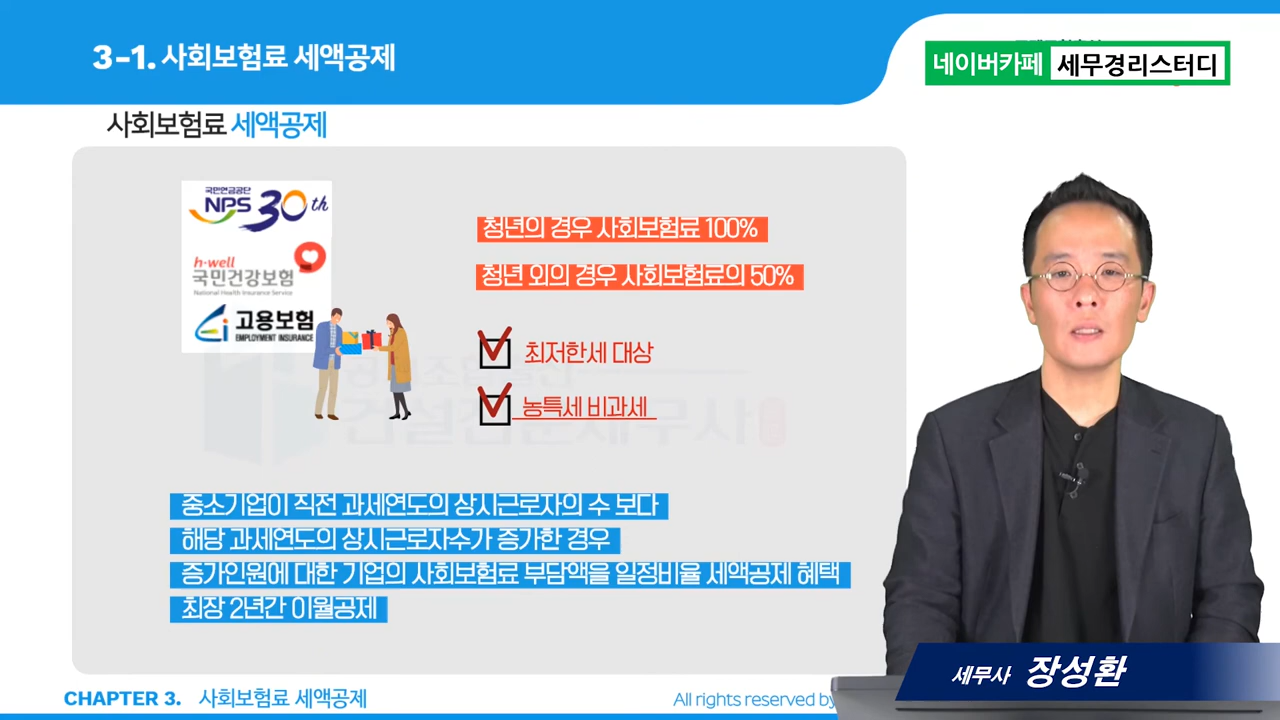 3-1. 사회보험료 세액공제
네이버카페 세무경리스터디
사회보험료 세액공제
국민연금공단
NPS 30th
h·well
국민건강보험
National Health Insurance Service
고용보험
EMPLOYMENT INSURANCE
청년의 경우 사회보험료 100%
청년 외의 경우 사회보험료의 50%
최저한세 대상
농특세 비과세
건설전문세무사
중소기업이 직전 과세연도의 상시근로자의 수 보다
해당 과세연도의 상시근로자수가 증가한 경우
증가인원에 대한 기업의 사회보험료 부담액을 일정비율 세액공제 혜택
최장 2년간 이월공제
세무사 장성환
CHAPTER 3. 사회보험료 세액공제
All rights reserved by